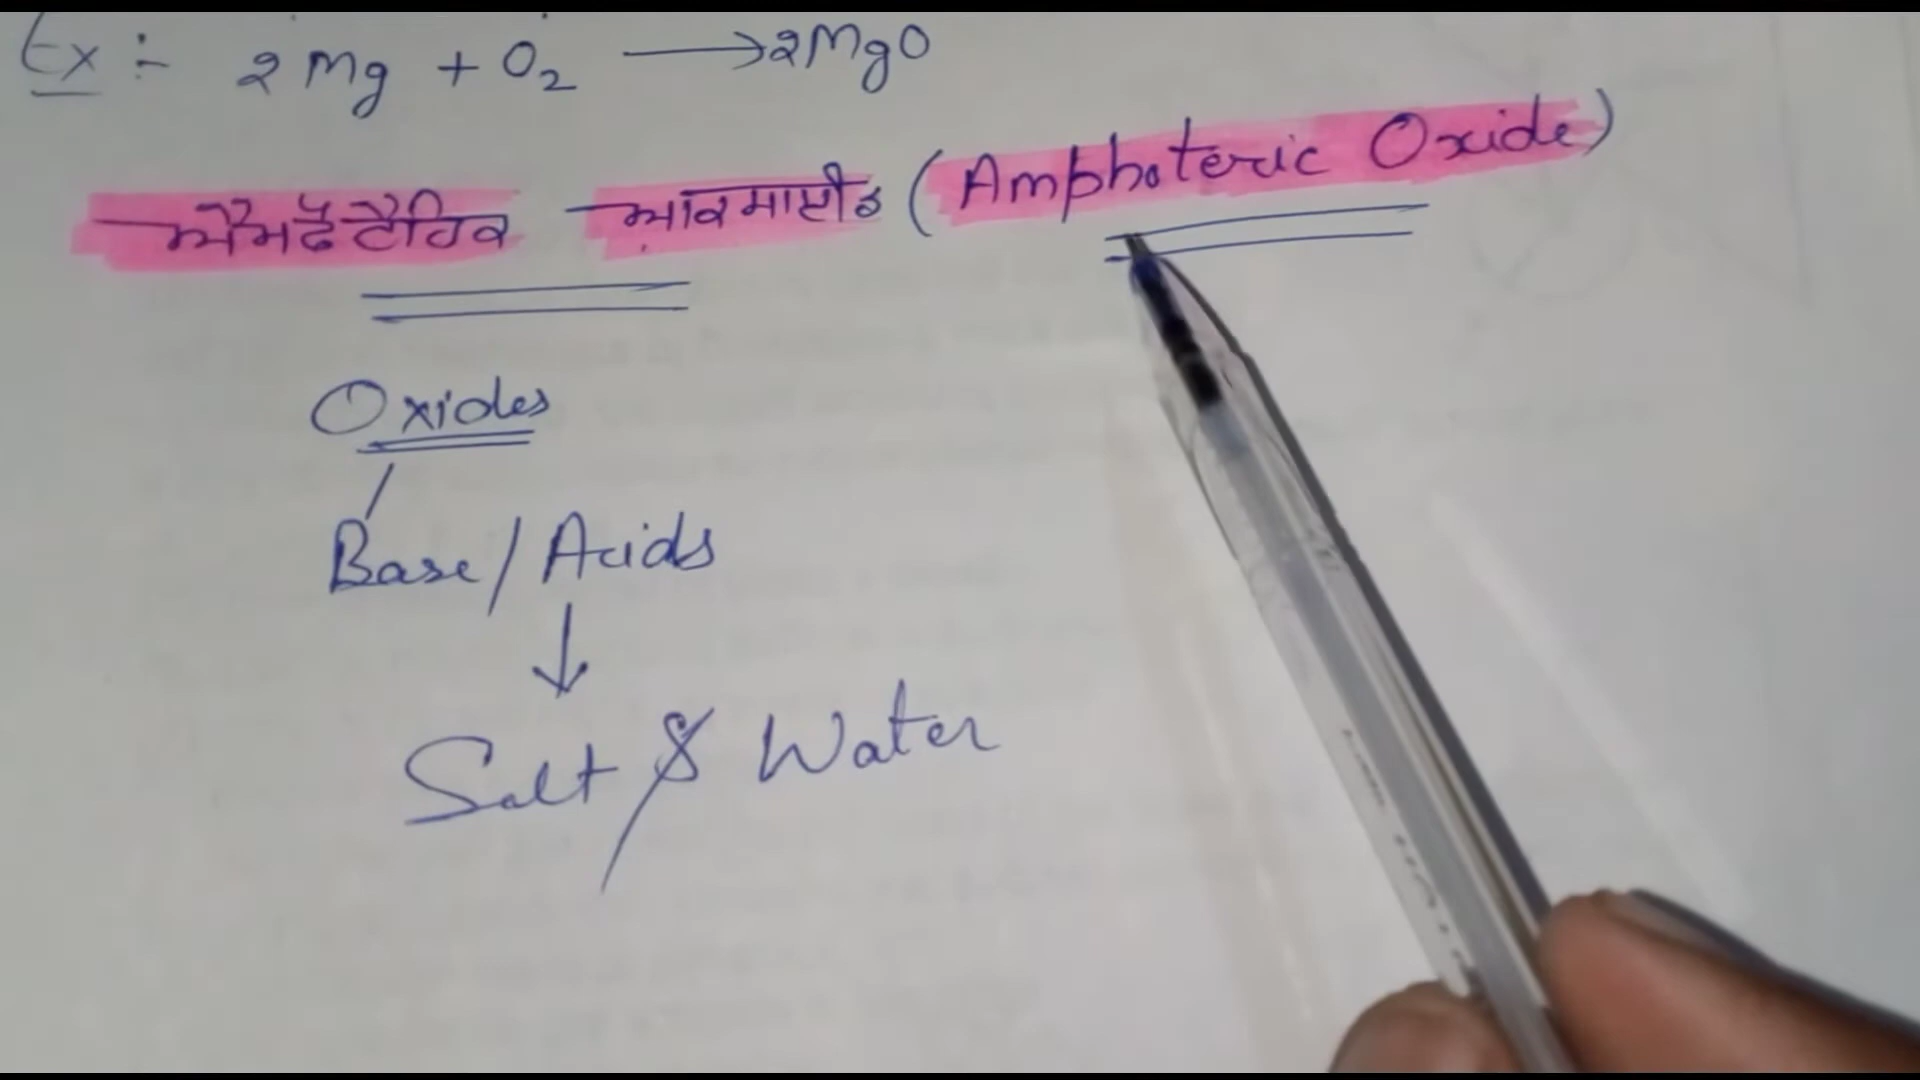 Ex :- 2Mg + O₂ ⟶ 2MgO
ਐਮਫੋਟੈਰਿਕ ਆਕਸਾਈਡ (Amphoteric Oxide)
Oxides
Base/Acids
↓
Salt & Water